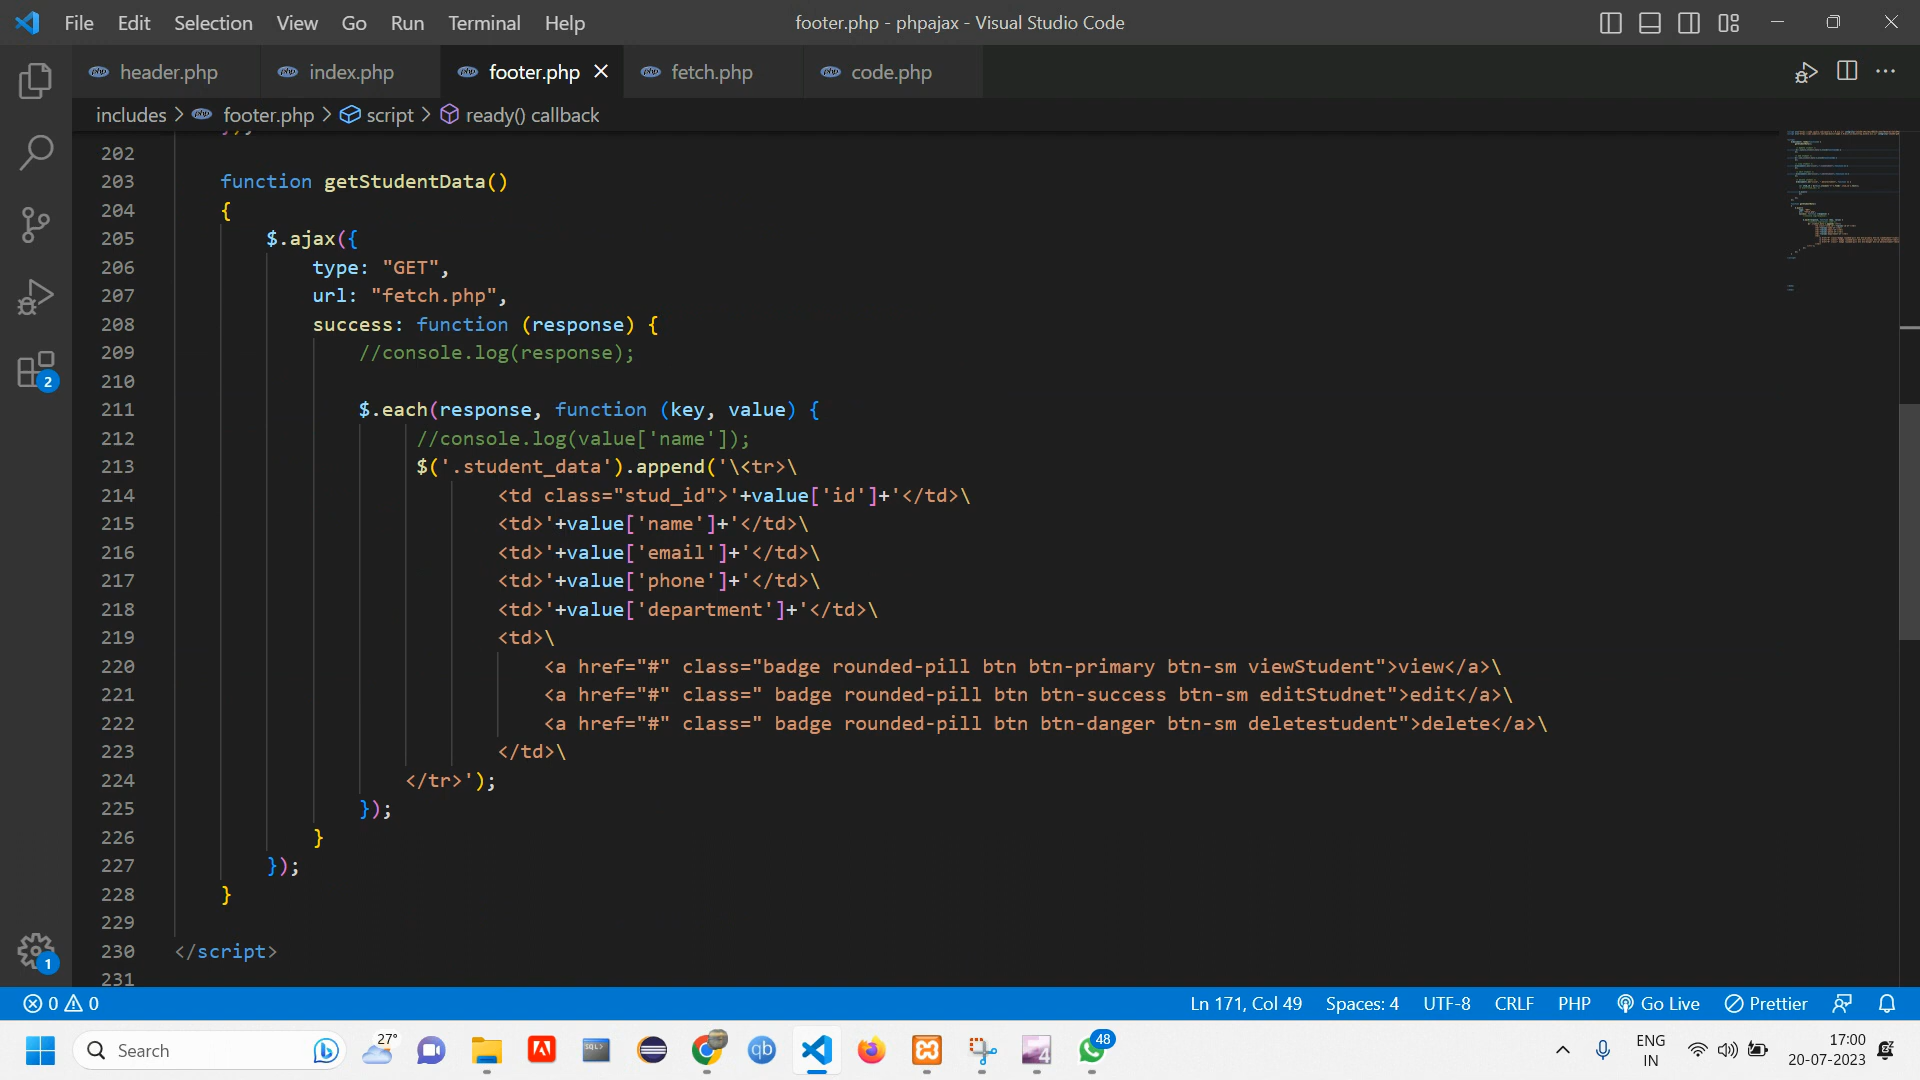 File Edit Selection View Go Run Terminal Help
footer.php - phpajax - Visual Studio Code
header.php index.php footer.php fetch.php code.php
includes > footer.php > script > ready() callback
202
203 function getStudentData()
204 {
205 $.ajax({
206 type: "GET",
207 url: "fetch.php",
208 success: function (response) {
209 //console.log(response);
210
211 $.each(response, function (key, value) {
212 //console.log(value['name']);
213 $('.student_data').append('\<tr>\
214 <td class="stud_id">'+value['id']+'</td>\
215 <td>'+value['name']+'</td>\
216 <td>'+value['email']+'</td>\
217 <td>'+value['phone']+'</td>\
218 <td>'+value['department']+'</td>\
219 <td>\
220 <a href="#" class="badge rounded-pill btn btn-primary btn-sm viewStudent">view</a>\
221 <a href="#" class=" badge rounded-pill btn btn-success btn-sm editStudnet">edit</a>\
222 <a href="#" class=" badge rounded-pill btn btn-danger btn-sm deletestudent">delete</a>\
223 </td>\
224 </tr>');
225 });
226 }
227 });
228 }
229
230 </script>
231
2
1
0 0
Ln 171, Col 49 Spaces: 4 UTF-8 CRLF PHP Go Live Prettier
Search
27°
SQL>
qb
4
48
ENG
IN
17:00
20-07-2023